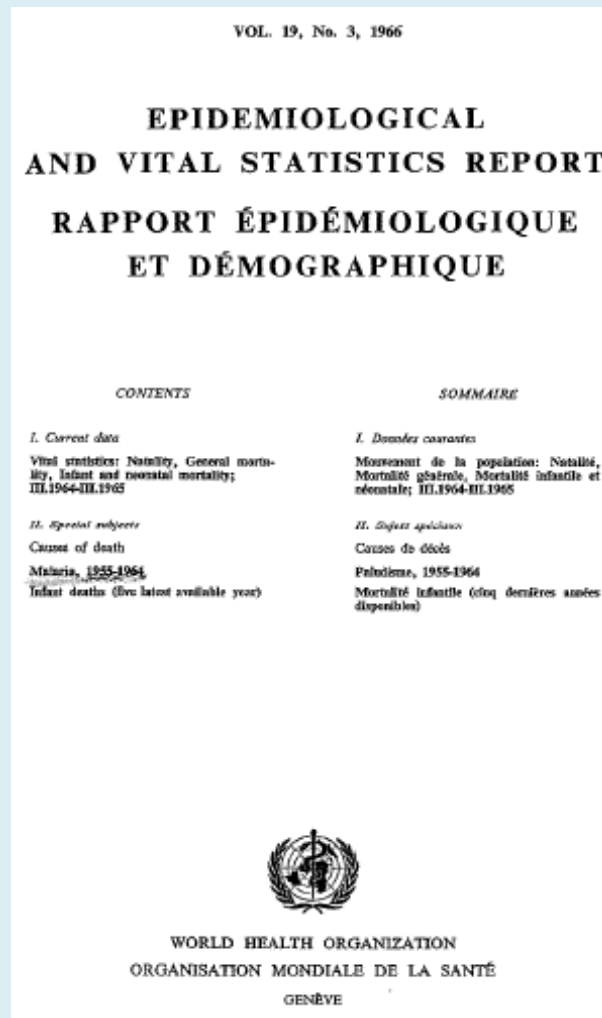 VOL. 19, No. 3, 1966
EPIDEMIOLOGICAL
AND VITAL STATISTICS REPORT
RAPPORT ÉPIDÉMIOLOGIQUE
ET DÉMOGRAPHIQUE
CONTENTS
I. Current data
Vital statistics: Natality, General morta-
lity, Infant and neonatal mortality;
III.1964-III.1965
II. Special subjects
Causes of death
Malaria, 1955-1964
Infant deaths (five latest available year)
SOMMAIRE
I. Données courantes
Mouvement de la population: Natalité,
Mortalité générale, Mortalité infantile et
néonatale; III.1964-III.1965
II. Sujets spéciaux
Causes de décès
Paludisme, 1955-1964
Mortalité infantile (cinq dernières années
disponibles)
WORLD HEALTH ORGANIZATION
ORGANISATION MONDIALE DE LA SANTÉ
GENÈVE